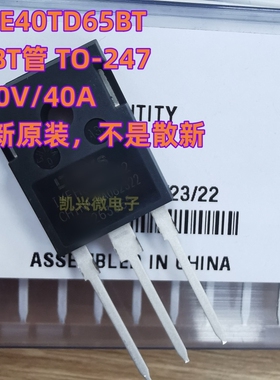 E40TD65BT
BT管 TO-247
0V/40A
新原装，不是散新
NTITY
23/22
凯兴微电子
ASSEMBLED IN CHINA